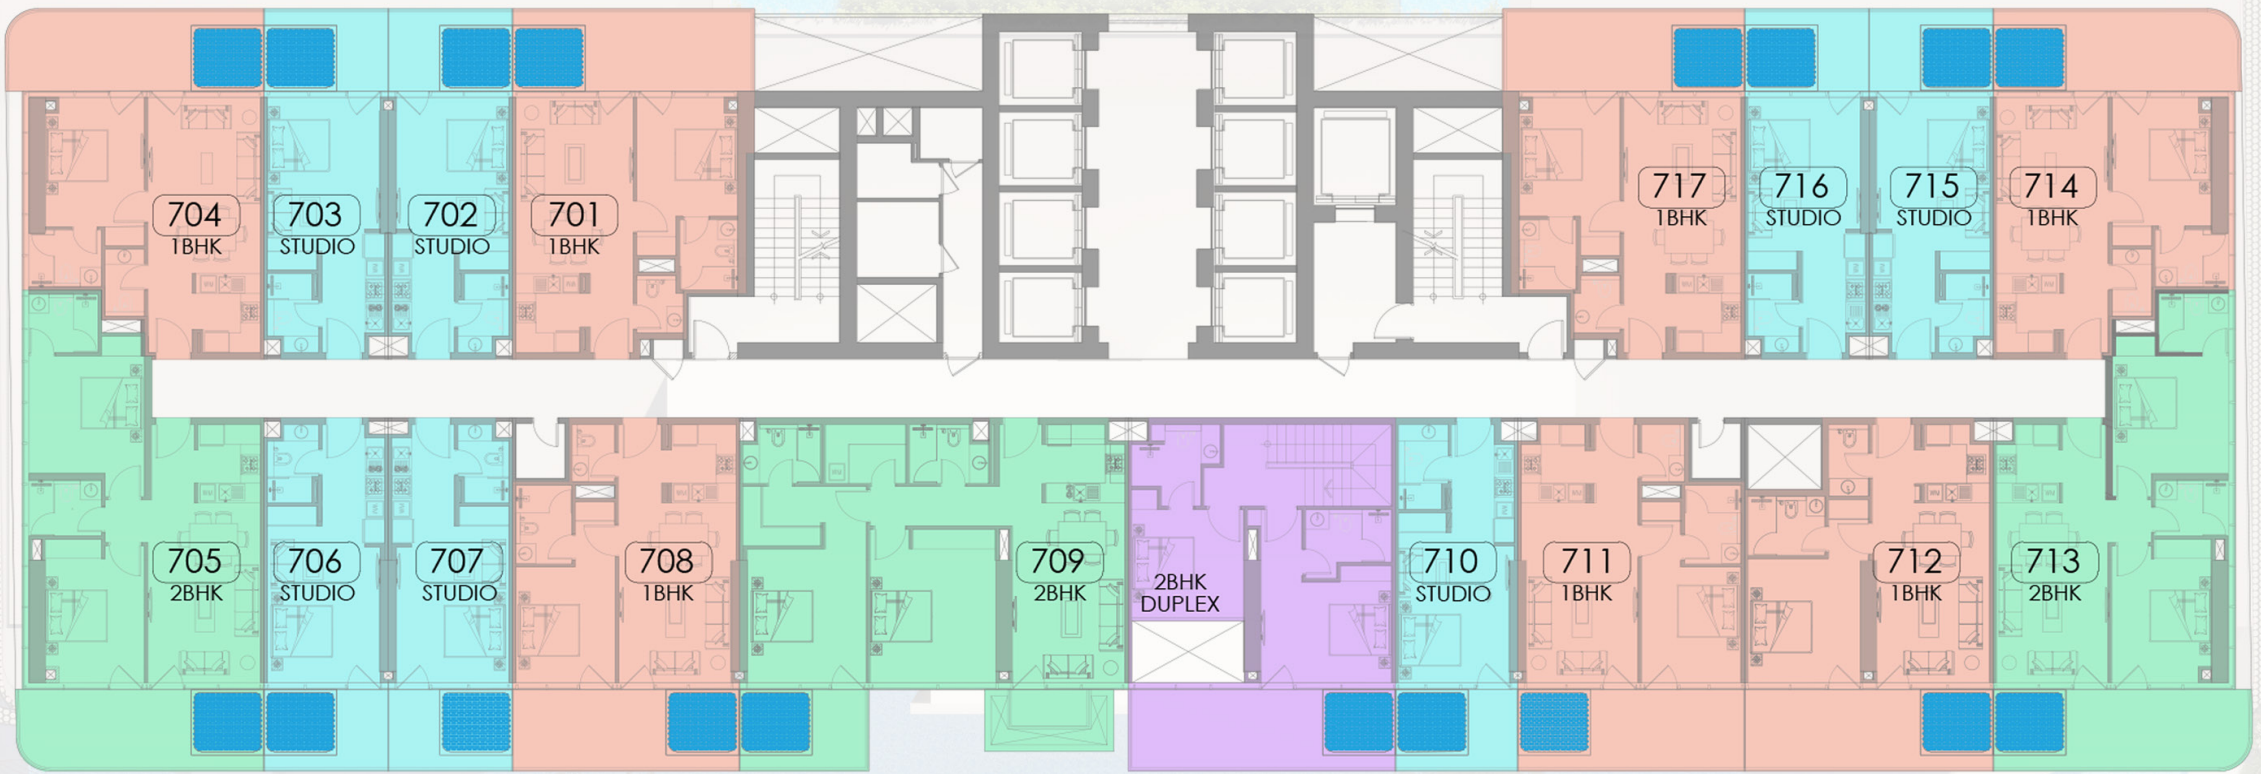 704
1BHK
703
STUDIO
702
STUDIO
701
1BHK
717
1BHK
716
STUDIO
715
STUDIO
714
1BHK
705
2BHK
706
STUDIO
707
STUDIO
708
1BHK
709
2BHK
2BHK
DUPLEX
710
STUDIO
711
1BHK
712
1BHK
713
2BHK